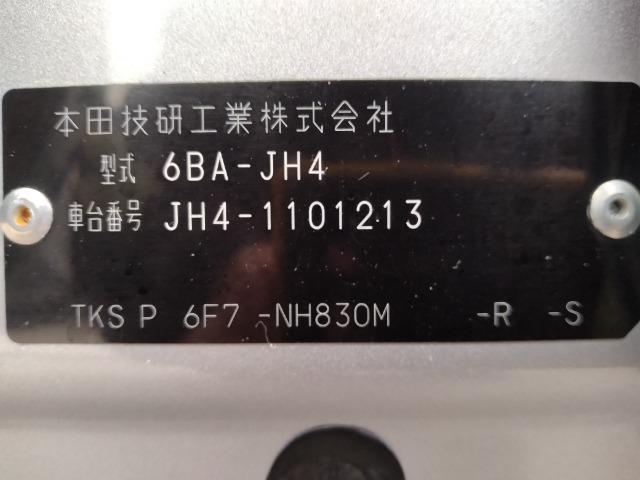 本田技研工業株式会社
型式 6BA-JH4
車台番号 JH4-1101213
TKS P 6F7 -NH830M -R -S